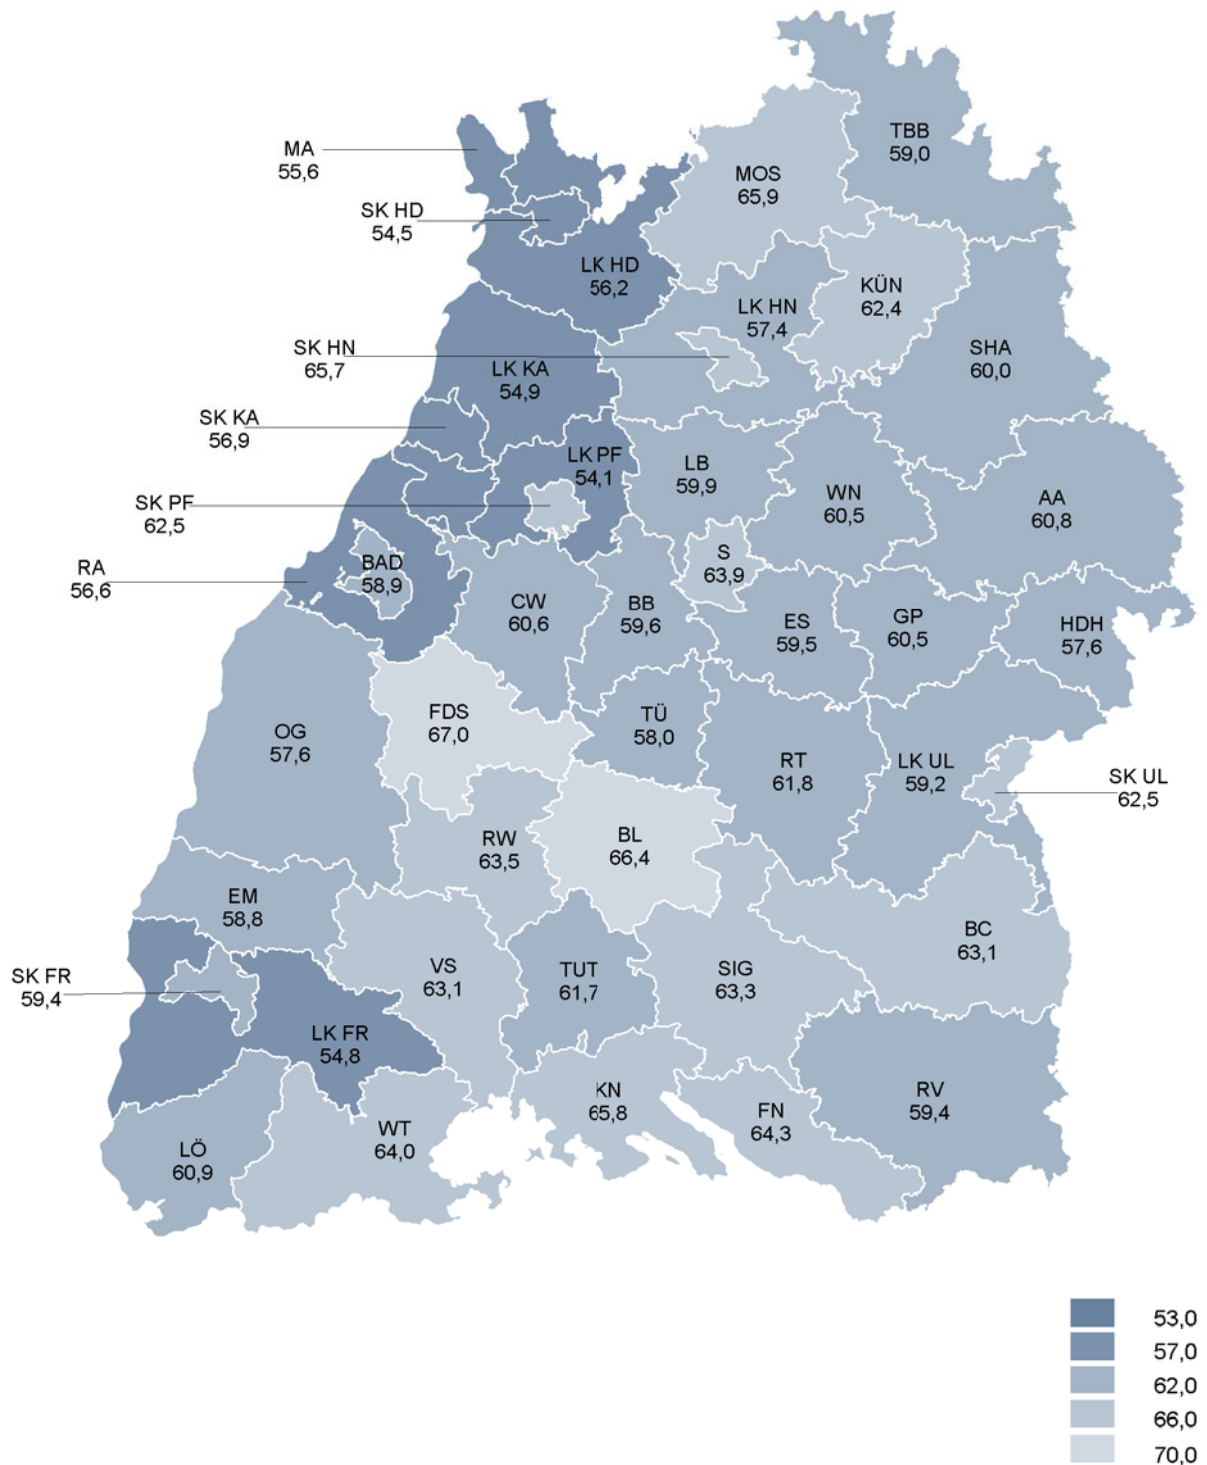 TBB
59,0
MA
55,6
MOS
65,9
SK HD
54,5
LK HD
56,2
KÜN
62,4
LK HN
57,4
SK HN
65,7
SHA
60,0
LK KA
54,9
SK KA
56,9
LK PF
54,1
LB
59,9
WN
60,5
AA
60,8
SK PF
62,5
S
63,9
BAD
58,9
RA
56,6
CW
60,6
BB
59,6
ES
59,5
GP
60,5
HDH
57,6
FDS
67,0
TÜ
58,0
OG
57,6
RT
61,8
LK UL
59,2
SK UL
62,5
RW
63,5
BL
66,4
EM
58,8
BC
63,1
VS
63,1
TUT
61,7
SIG
63,3
SK FR
59,4
LK FR
54,8
KN
65,8
FN
64,3
RV
59,4
WT
64,0
LÖ
60,9
53,0
57,0
62,0
66,0
70,0